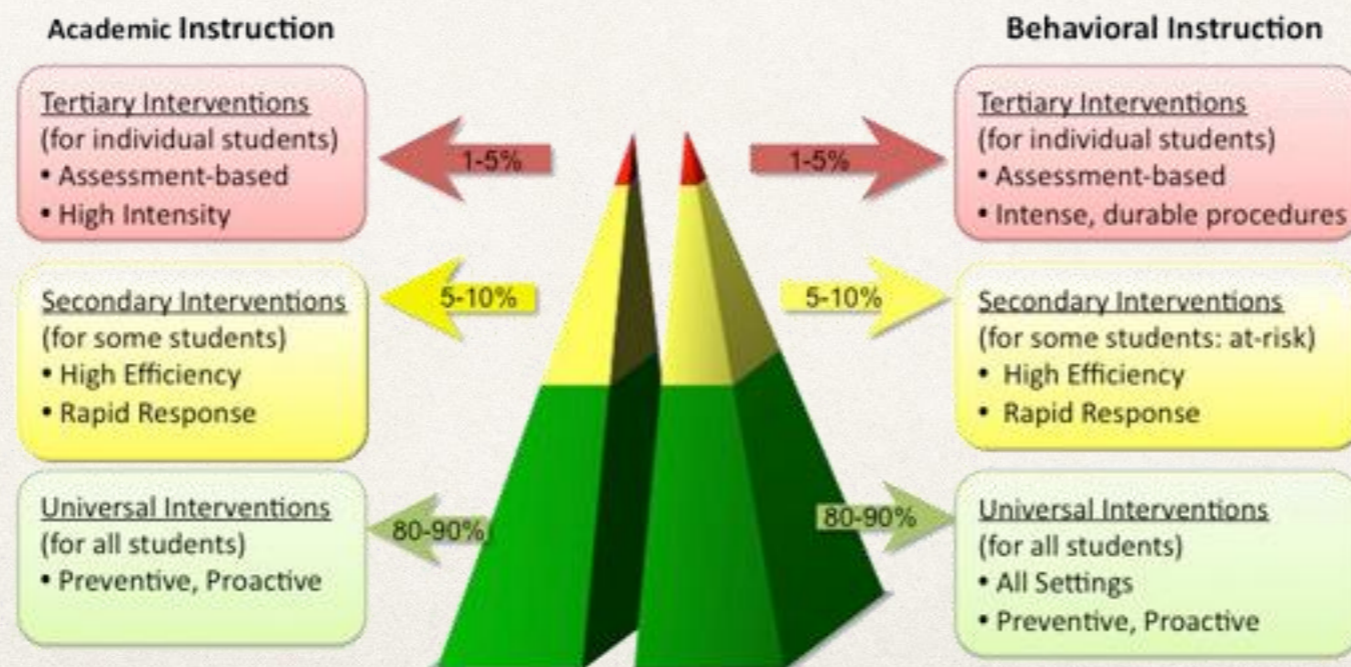 Academic Instruction
Tertiary Interventions
(for individual students)
• Assessment-based
• High Intensity
1-5%
Secondary Interventions
(for some students)
• High Efficiency
• Rapid Response
5-10%
Universal Interventions
(for all students)
• Preventive, Proactive
80-90%
Behavioral Instruction
1-5%
Tertiary Interventions
(for individual students)
• Assessment-based
• Intense, durable procedures
5-10%
Secondary Interventions
(for some students: at-risk)
• High Efficiency
• Rapid Response
80-90%
Universal Interventions
(for all students)
• All Settings
• Preventive, Proactive